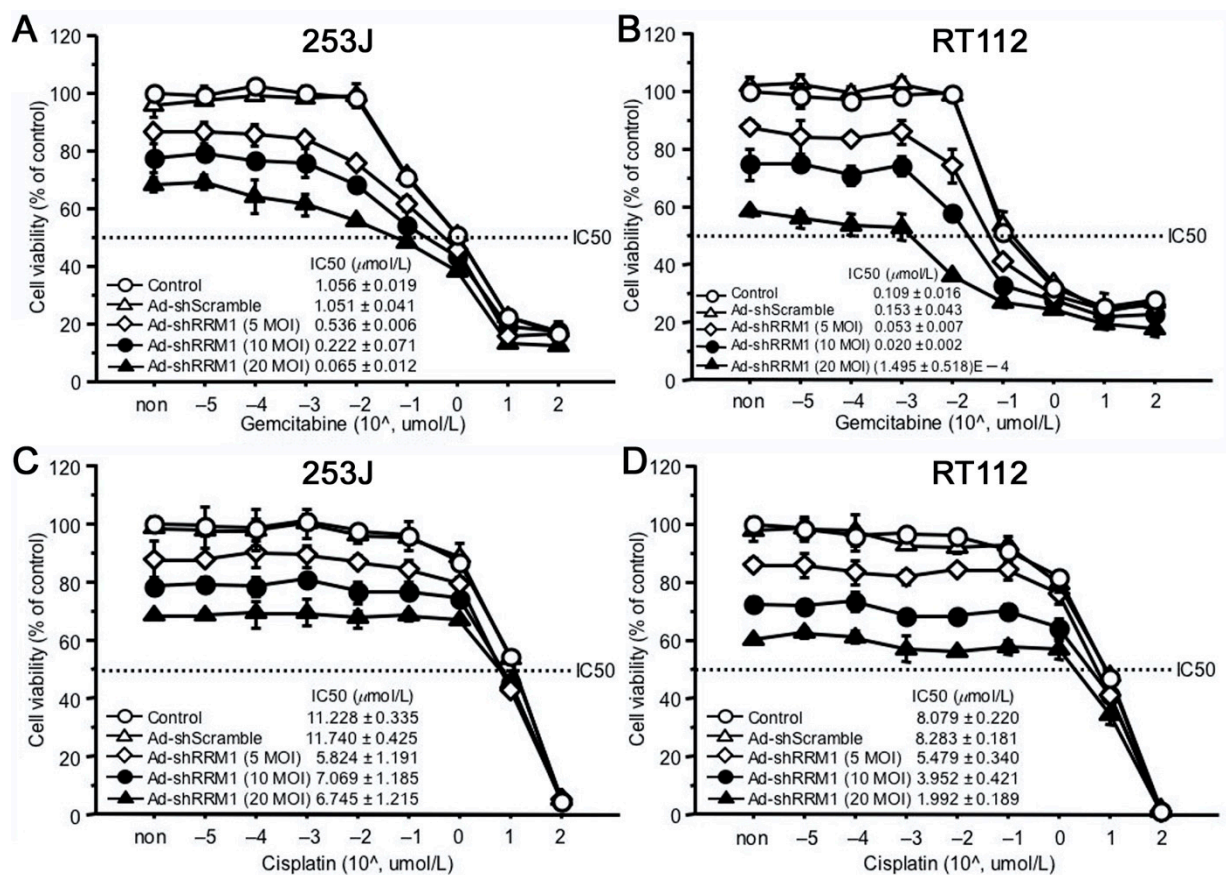 A
253J
120
100
80
60
40
20
0
Cell viability (% of control)
IC50
IC50 (μmol/L)
Control 1.056 ±0.019
Ad-shScramble 1.051 ±0.041
Ad-shRRM1 (5 MOI) 0.536 ±0.006
Ad-shRRM1 (10 MOI) 0.222 ±0.071
Ad-shRRM1 (20 MOI) 0.065 ±0.012
non –5 –4 –3 –2 –1 0 1 2
Gemcitabine (10^, umol/L)
B
RT112
120
100
80
60
40
20
0
Cell viability (% of control)
IC50
IC50 (μmol/L)
Control 0.109 ±0.016
Ad-shScramble 0.153 ±0.043
Ad-shRRM1 (5 MOI) 0.053 ±0.007
Ad-shRRM1 (10 MOI) 0.020 ±0.002
Ad-shRRM1 (20 MOI) (1.495 ±0.518)E−4
non –5 –4 –3 –2 –1 0 1 2
Gemcitabine (10^, umol/L)
C
253J
120
100
80
60
40
20
0
Cell viability (% of control)
IC50
IC50 (μmol/L)
Control 11.228 ±0.335
Ad-shScramble 11.740 ±0.425
Ad-shRRM1 (5 MOI) 5.824 ±1.191
Ad-shRRM1 (10 MOI) 7.069 ±1.185
Ad-shRRM1 (20 MOI) 6.745 ±1.215
non –5 –4 –3 –2 –1 0 1 2
Cisplatin (10^, umol/L)
D
RT112
120
100
80
60
40
20
0
Cell viability (% of control)
IC50
IC50 (μmol/L)
Control 8.079 ±0.220
Ad-shScramble 8.283 ±0.181
Ad-shRRM1 (5 MOI) 5.479 ±0.340
Ad-shRRM1 (10 MOI) 3.952 ±0.421
Ad-shRRM1 (20 MOI) 1.992 ±0.189
non –5 –4 –3 –2 –1 0 1 2
Cisplatin (10^, umol/L)